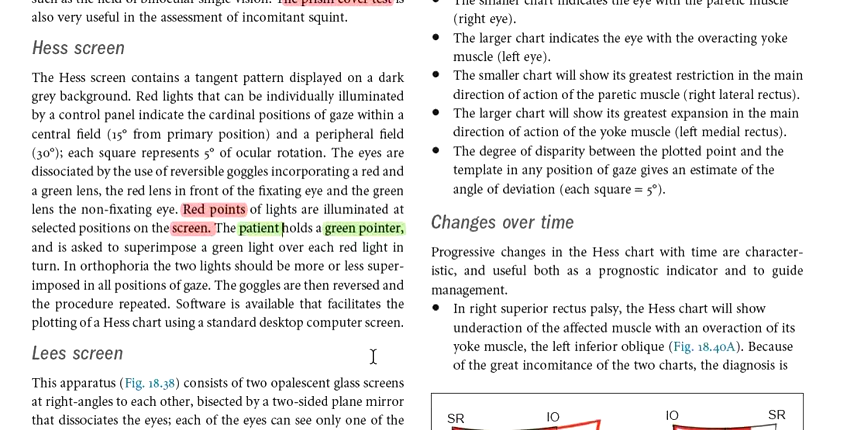 such as the field of binocular single vision. The prism cover test is
also very useful in the assessment of incomitant squint.
Hess screen
The Hess screen contains a tangent pattern displayed on a dark
grey background. Red lights that can be individually illuminated
by a control panel indicate the cardinal positions of gaze within a
central field (15° from primary position) and a peripheral field
(30°); each square represents 5° of ocular rotation. The eyes are
dissociated by the use of reversible goggles incorporating a red and
a green lens, the red lens in front of the fixating eye and the green
lens the non-fixating eye. Red points of lights are illuminated at
selected positions on the screen. The patient holds a green pointer,
and is asked to superimpose a green light over each red light in
turn. In orthophoria the two lights should be more or less super-
imposed in all positions of gaze. The goggles are then reversed and
the procedure repeated. Software is available that facilitates the
plotting of a Hess chart using a standard desktop computer screen.
Lees screen
This apparatus (Fig. 18.38) consists of two opalescent glass screens
at right-angles to each other, bisected by a two-sided plane mirror
that dissociates the eyes; each of the eyes can see only one of the
• The smaller chart indicates the eye with the paretic muscle
(right eye).
• The larger chart indicates the eye with the overacting yoke
muscle (left eye).
• The smaller chart will show its greatest restriction in the main
direction of action of the paretic muscle (right lateral rectus).
• The larger chart will show its greatest expansion in the main
direction of action of the yoke muscle (left medial rectus).
• The degree of disparity between the plotted point and the
template in any position of gaze gives an estimate of the
angle of deviation (each square = 5°).
Changes over time
Progressive changes in the Hess chart with time are character-
istic, and useful both as a prognostic indicator and to guide
management.
• In right superior rectus palsy, the Hess chart will show
underaction of the affected muscle with an overaction of its
yoke muscle, the left inferior oblique (Fig. 18.40A). Because
of the great incomitance of the two charts, the diagnosis is
SR IO IO SR